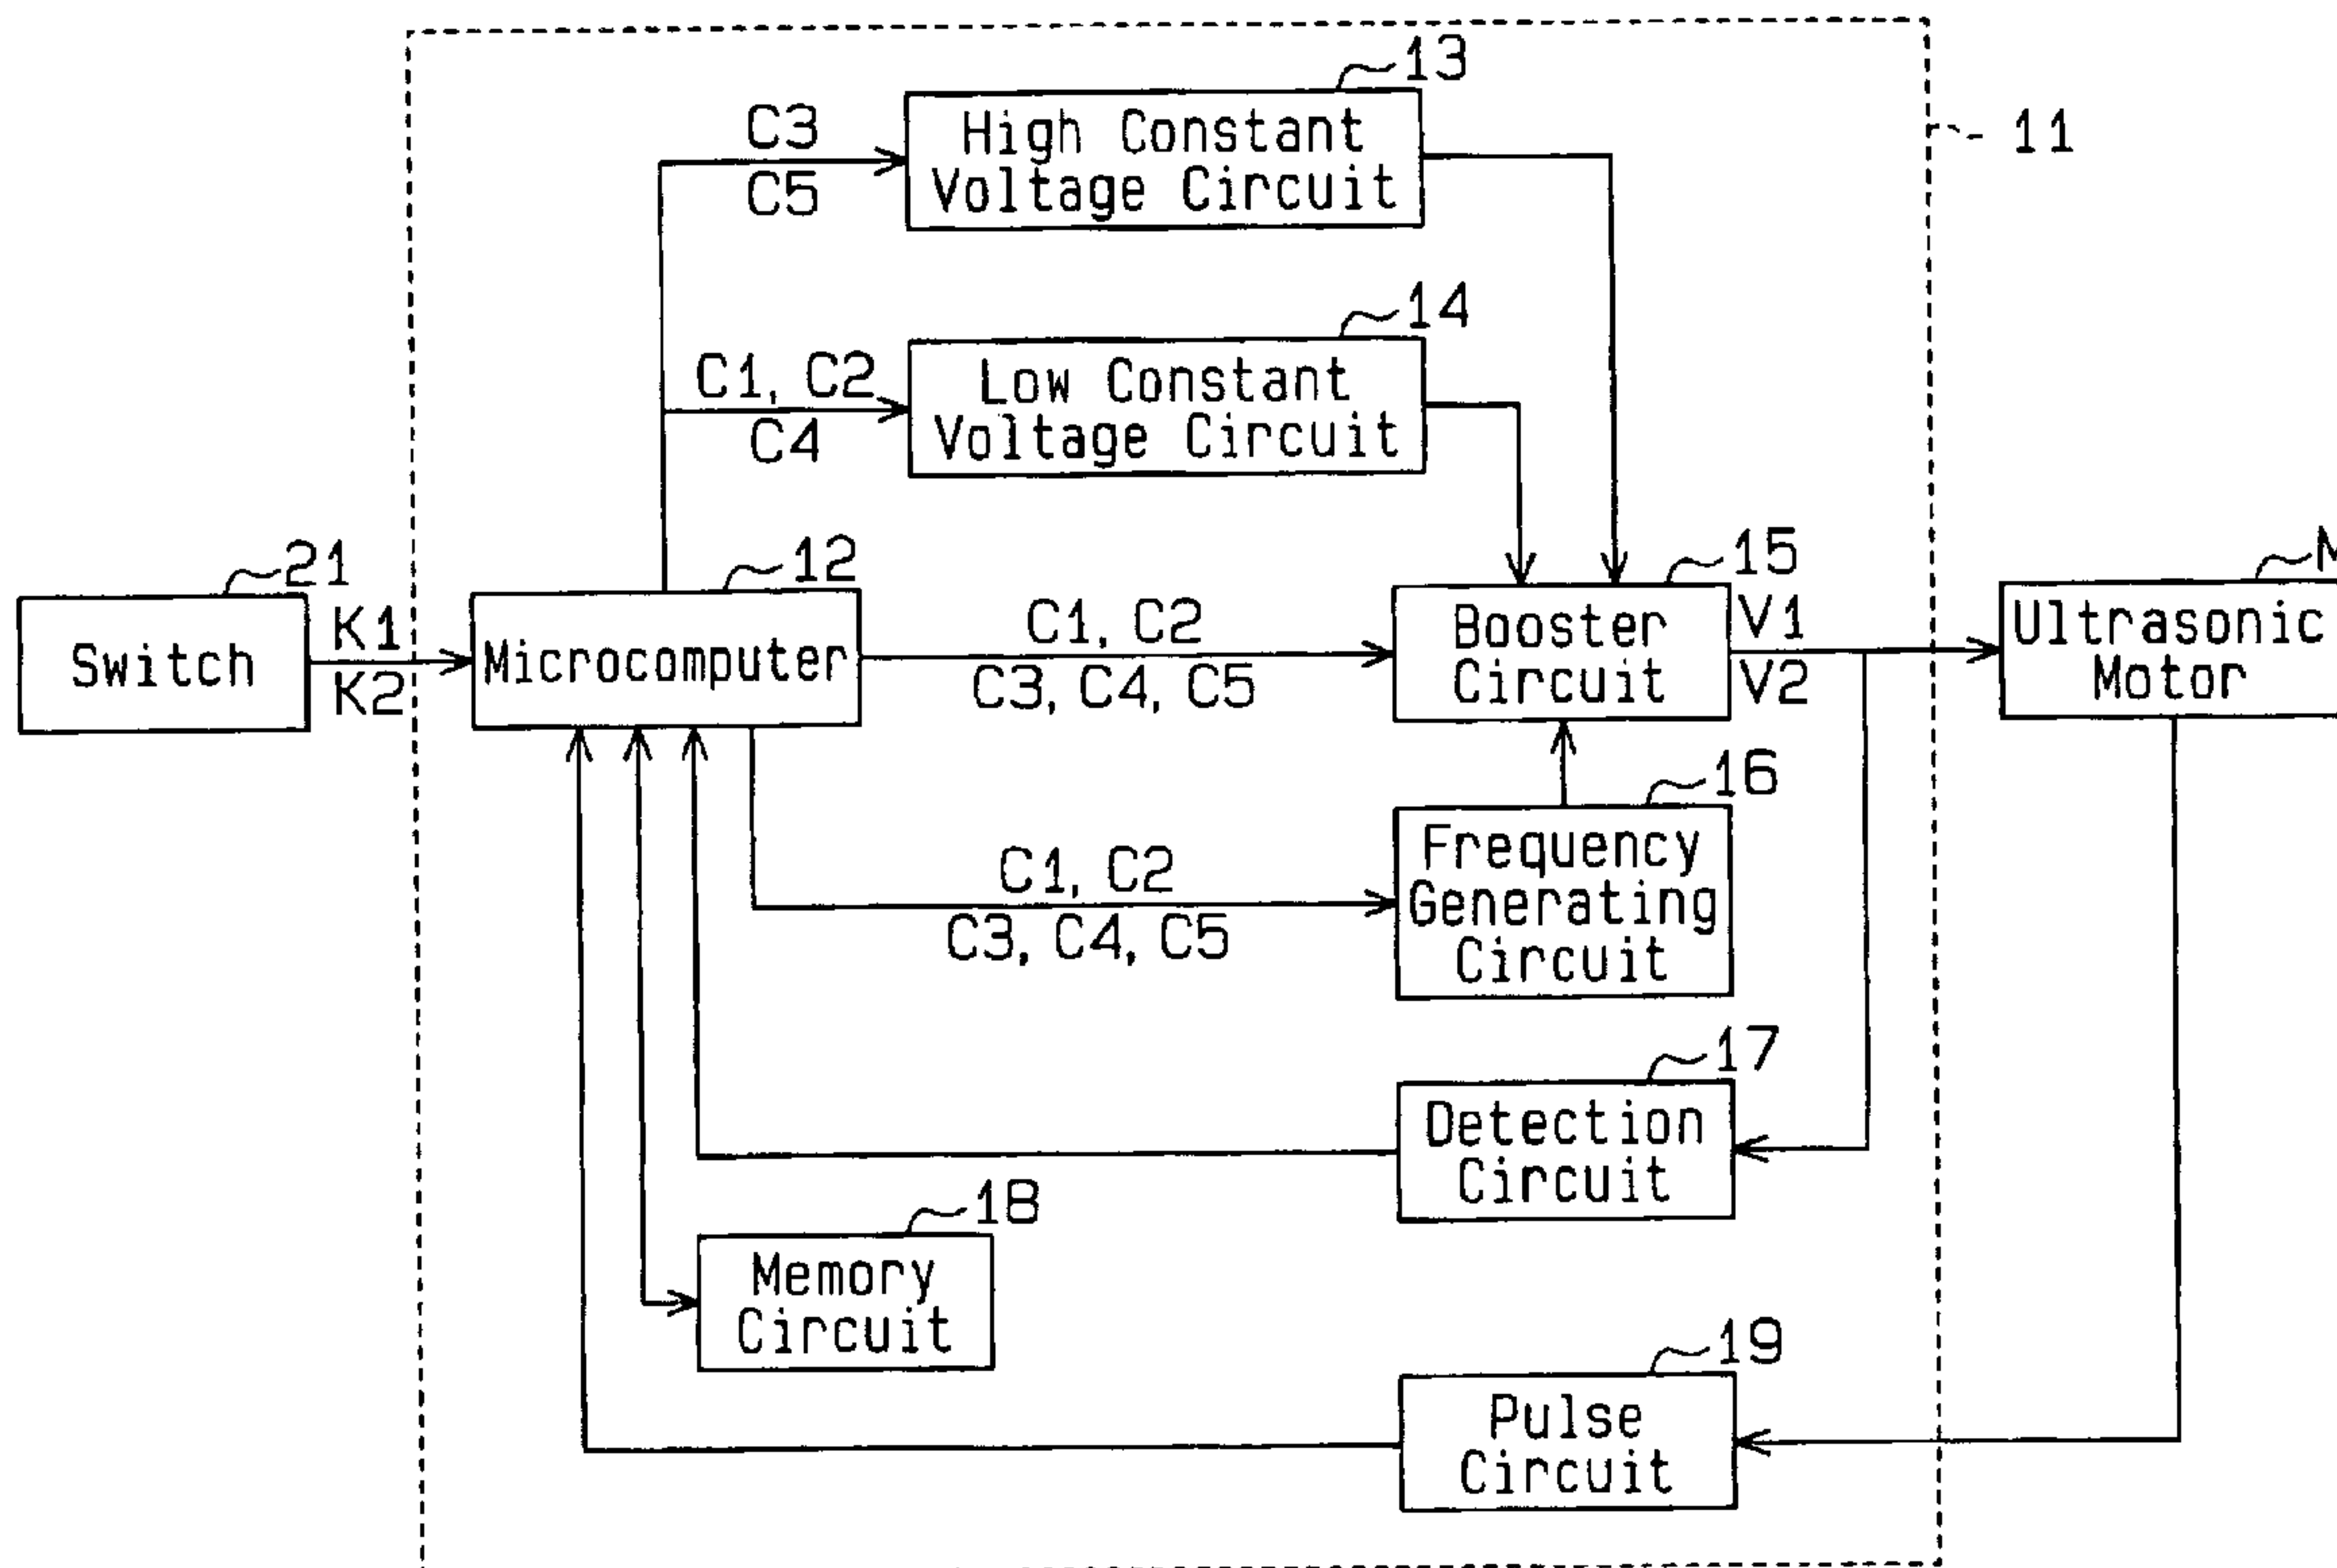 13
C3
High Constant
Voltage Circuit
C5
11
14
C1, C2
Low Constant
Voltage Circuit
C4
21
12
15
K1
Switch
K2
Microcomputer
C1, C2
C3, C4, C5
Booster
Circuit
V1
V2
Ultrasonic
Motor
16
C1, C2
C3, C4, C5
Frequency
Generating
Circuit
17
Detection
Circuit
18
Memory
Circuit
19
Pulse
Circuit